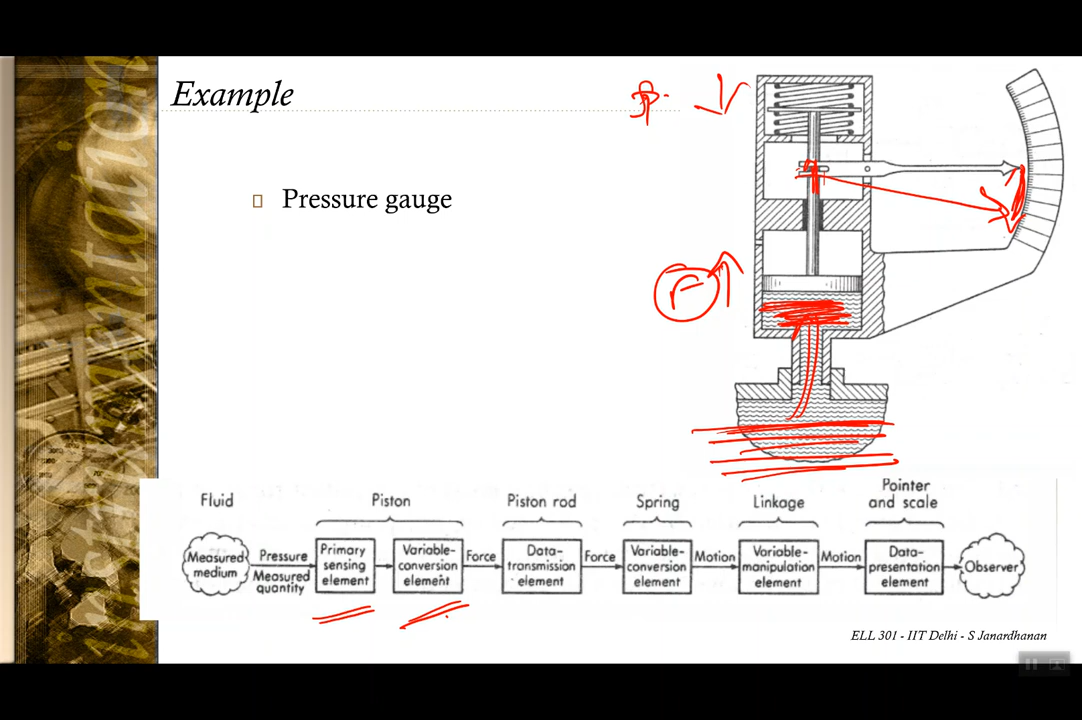 Example
Pressure gauge
F
Fluid
Piston
Piston rod
Spring
Linkage
Pointer
and scale
Measured
medium
Pressure
Measured
quantity
Primary
sensing
element
Variable-
conversion
element
Force
Data-
transmission
element
Force
Variable-
conversion
element
Motion
Variable-
manipulation
element
Motion
Data-
presentation
element
Observer
ELL 301 - IIT Delhi - S Janardhanan
instrumentation